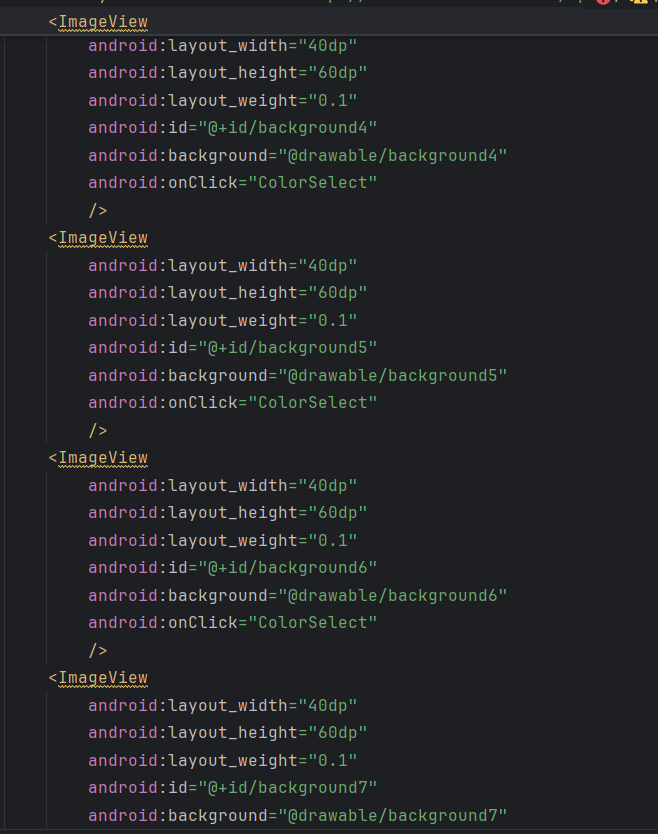 <ImageView
android:layout_width="40dp"
android:layout_height="60dp"
android:layout_weight="0.1"
android:id="@+id/background4"
android:background="@drawable/background4"
android:onClick="ColorSelect"
/>
<ImageView
android:layout_width="40dp"
android:layout_height="60dp"
android:layout_weight="0.1"
android:id="@+id/background5"
android:background="@drawable/background5"
android:onClick="ColorSelect"
/>
<ImageView
android:layout_width="40dp"
android:layout_height="60dp"
android:layout_weight="0.1"
android:id="@+id/background6"
android:background="@drawable/background6"
android:onClick="ColorSelect"
/>
<ImageView
android:layout_width="40dp"
android:layout_height="60dp"
android:layout_weight="0.1"
android:id="@+id/background7"
android:background="@drawable/background7"